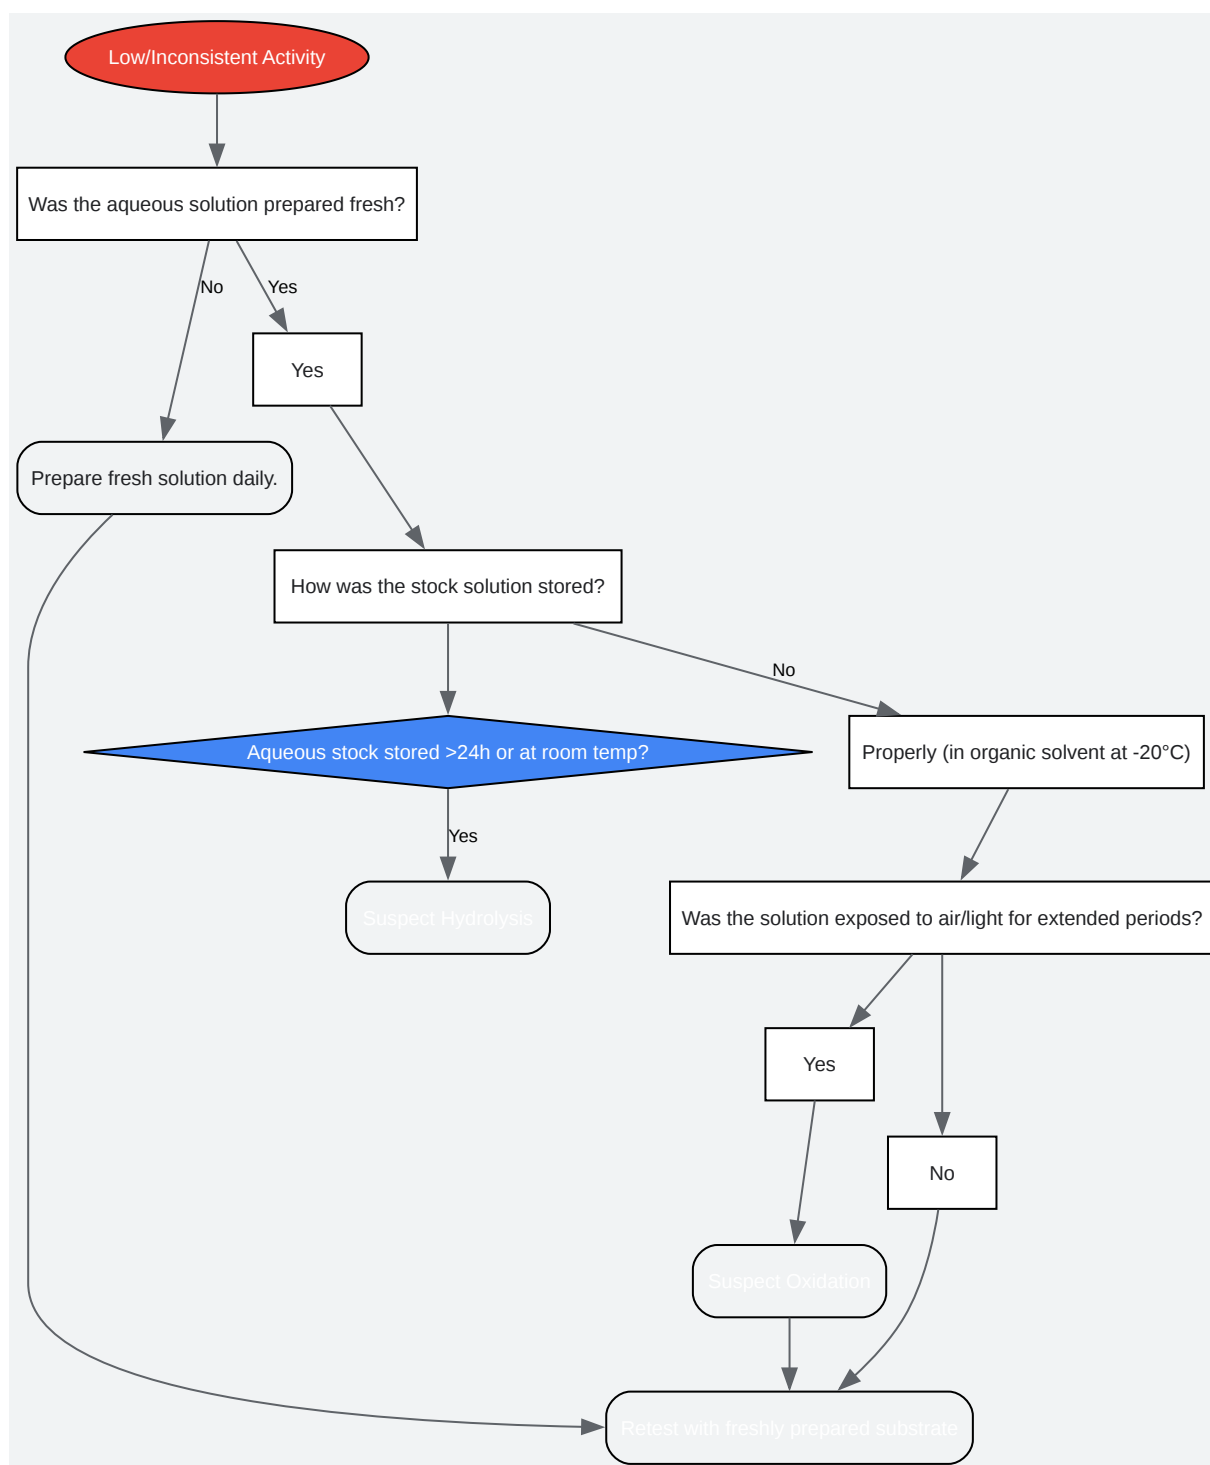 Low/Inconsistent Activity
Was the aqueous solution prepared fresh?
No
Yes
Yes
Prepare fresh solution daily.
How was the stock solution stored?
No
Aqueous stock stored >24h or at room temp?
Properly (in organic solvent at -20°C)
Yes
Suspect Hydrolysis
Was the solution exposed to air/light for extended periods?
Yes
No
Suspect Oxidation
Retest with freshly prepared substrate